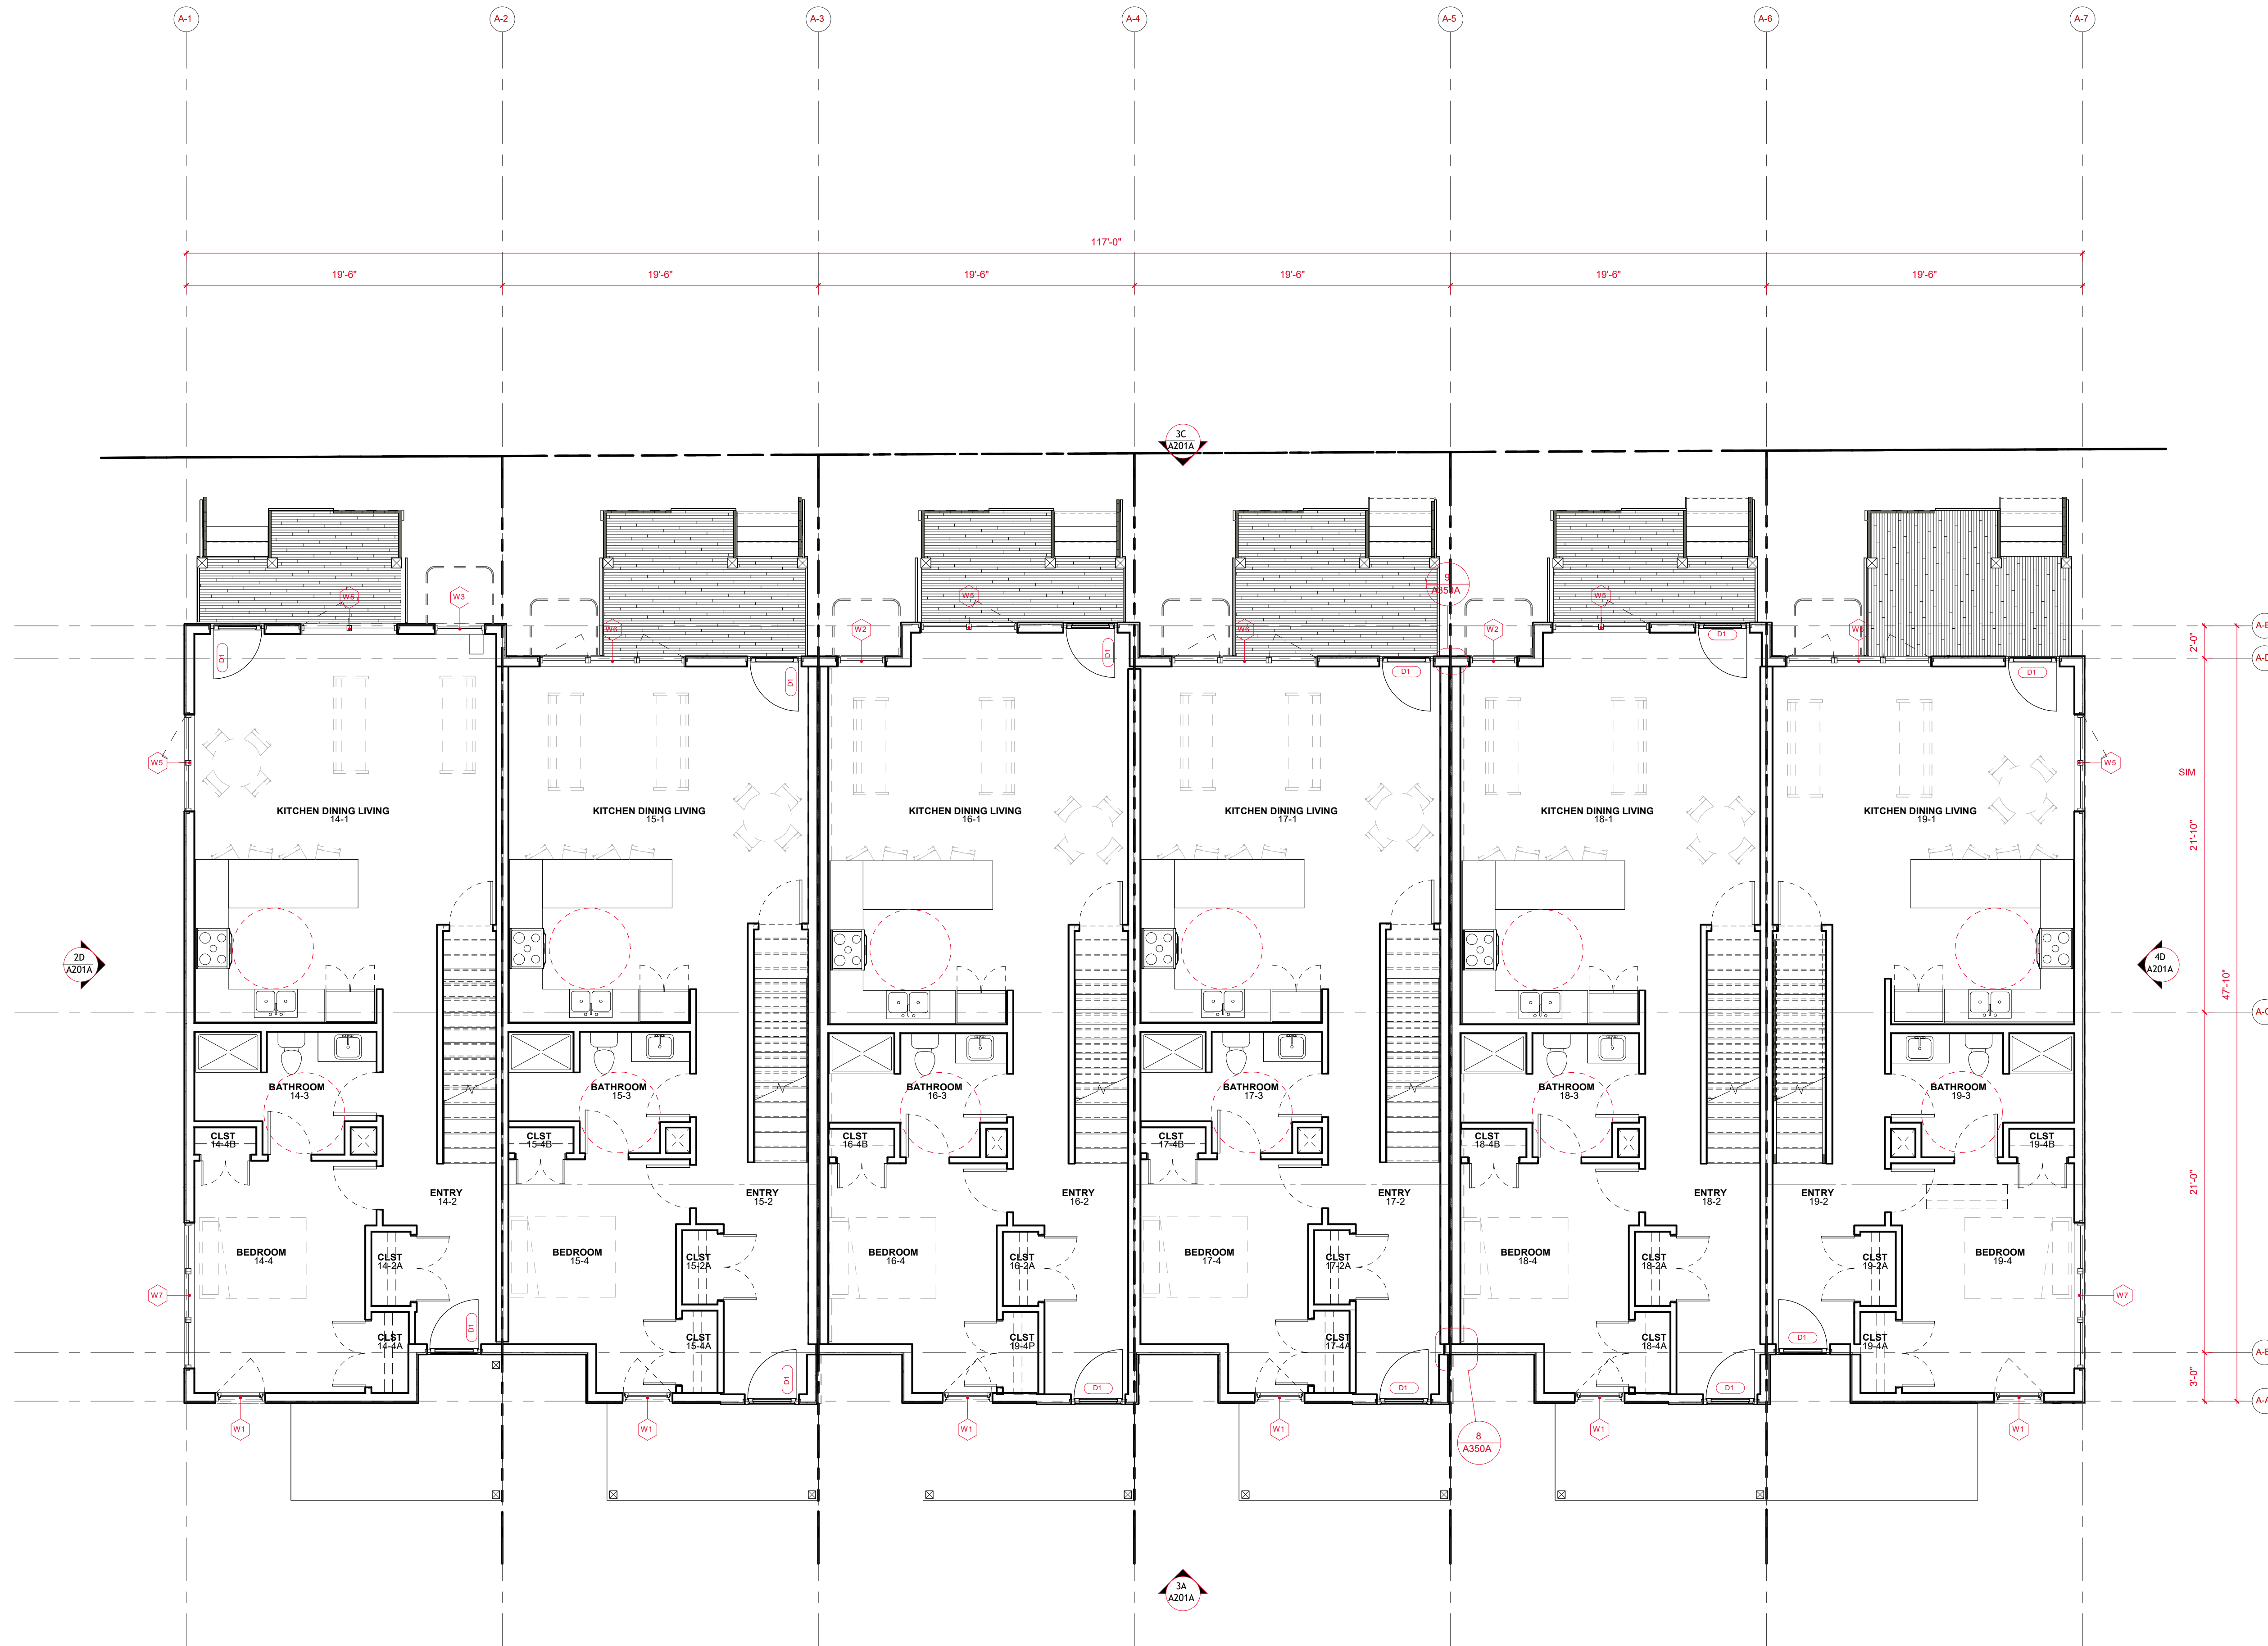 A-1
A-2
A-3
A-4
A-5
A-6
A-7
117'-0"
19'-6"
19'-6"
19'-6"
19'-6"
19'-6"
19'-6"
3C
A201A
9
W5
W3
W5
W5
W2
W2
D1
D1
D1
D1
D1
D1
2'-0"
W5
W5
SIM
21'-10"
KITCHEN DINING LIVING
14-1
KITCHEN DINING LIVING
15-1
KITCHEN DINING LIVING
16-1
KITCHEN DINING LIVING
17-1
KITCHEN DINING LIVING
18-1
KITCHEN DINING LIVING
19-1
2D
A201A
4D
A201A
47'-10"
BATHROOM
14-3
BATHROOM
15-3
BATHROOM
16-3
BATHROOM
17-3
BATHROOM
18-3
BATHROOM
19-3
CLST
14-4B
CLST
15-4B
CLST
16-4B
CLST
17-4B
CLST
18-4B
CLST
19-4B
ENTRY
14-2
ENTRY
15-2
ENTRY
16-2
ENTRY
17-2
ENTRY
18-2
ENTRY
19-2
21'-0"
BEDROOM
14-4
CLST
14-2A
BEDROOM
15-4
CLST
15-2A
BEDROOM
16-4
CLST
16-2A
BEDROOM
17-4
CLST
17-2A
BEDROOM
18-4
CLST
18-2A
CLST
19-2A
BEDROOM
19-4
W7
W7
CLST
14-4A
CLST
15-4A
CLST
19-4P
CLST
17-4A
CLST
18-4A
CLST
19-4A
D1
D1
D1
D1
D1
D1
3'-0"
W1
W1
W1
W1
W1
W1
8
A350A
3A
A201A